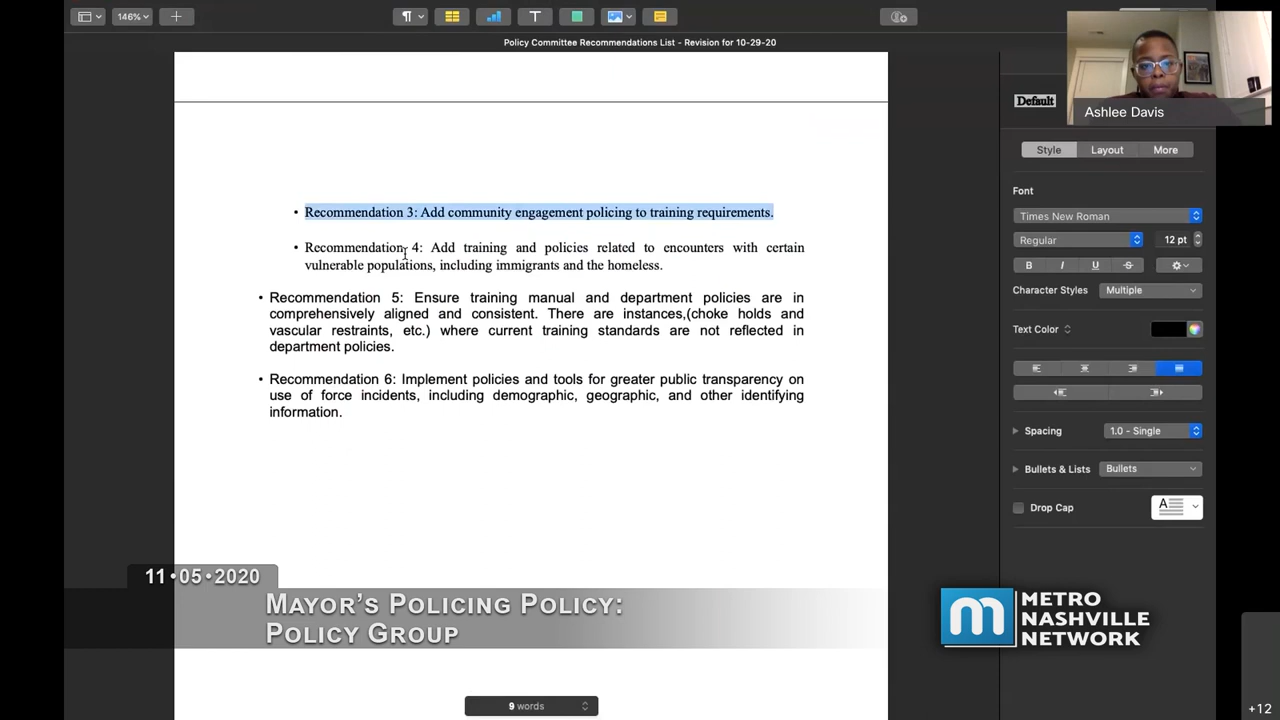 146%
Policy Committee Recommendations List - Revision for 10-29-20
Ashlee Davis
Default
Style Layout More
Font
Times New Roman
Regular 12 pt
B I U S
Character Styles Multiple
Text Color
Spacing 1.0 - Single
Bullets & Lists Bullets
Drop Cap
A
• Recommendation 3: Add community engagement policing to training requirements.
• Recommendation 4: Add training and policies related to encounters with certain
vulnerable populations, including immigrants and the homeless.
• Recommendation 5: Ensure training manual and department policies are in
comprehensively aligned and consistent. There are instances,(choke holds and
vascular restraints, etc.) where current training standards are not reflected in
department policies.
• Recommendation 6: Implement policies and tools for greater public transparency on
use of force incidents, including demographic, geographic, and other identifying
information.
11•05•2020
Mayor's Policing Policy:
Policy Group
m METRO
NASHVILLE
NETWORK
9 words
+12